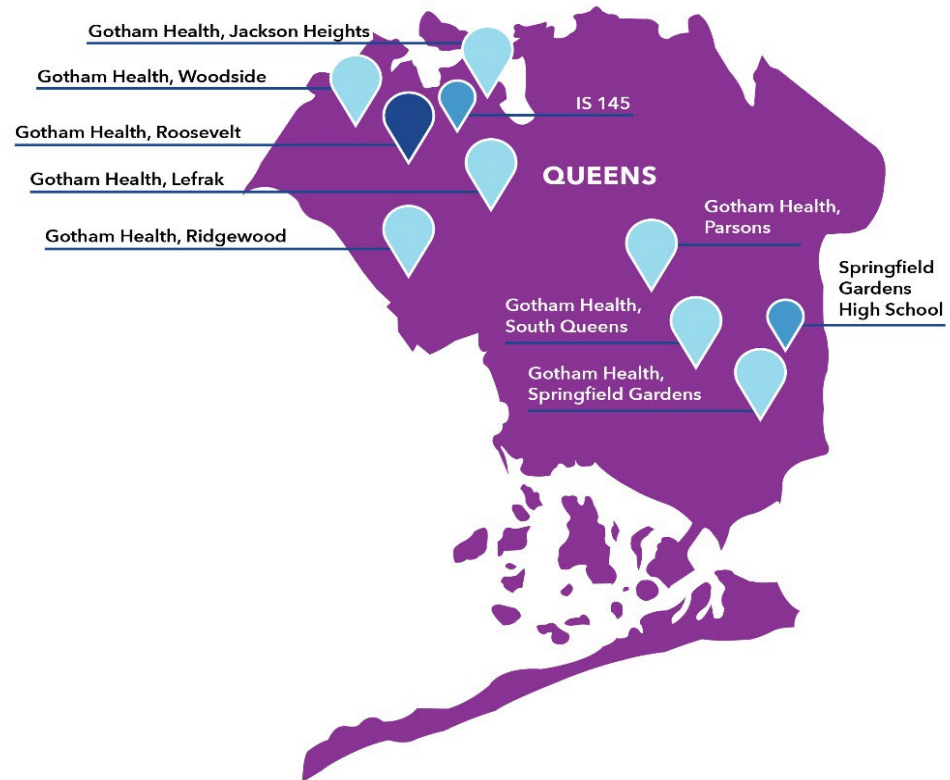 Gotham Health, Jackson Heights
Gotham Health, Woodside
IS 145
Gotham Health, Roosevelt
Gotham Health, Lefrak
QUEENS
Gotham Health,
Parsons
Gotham Health, Ridgewood
Springfield
Gardens
High School
Gotham Health,
South Queens
Gotham Health,
Springfield Gardens